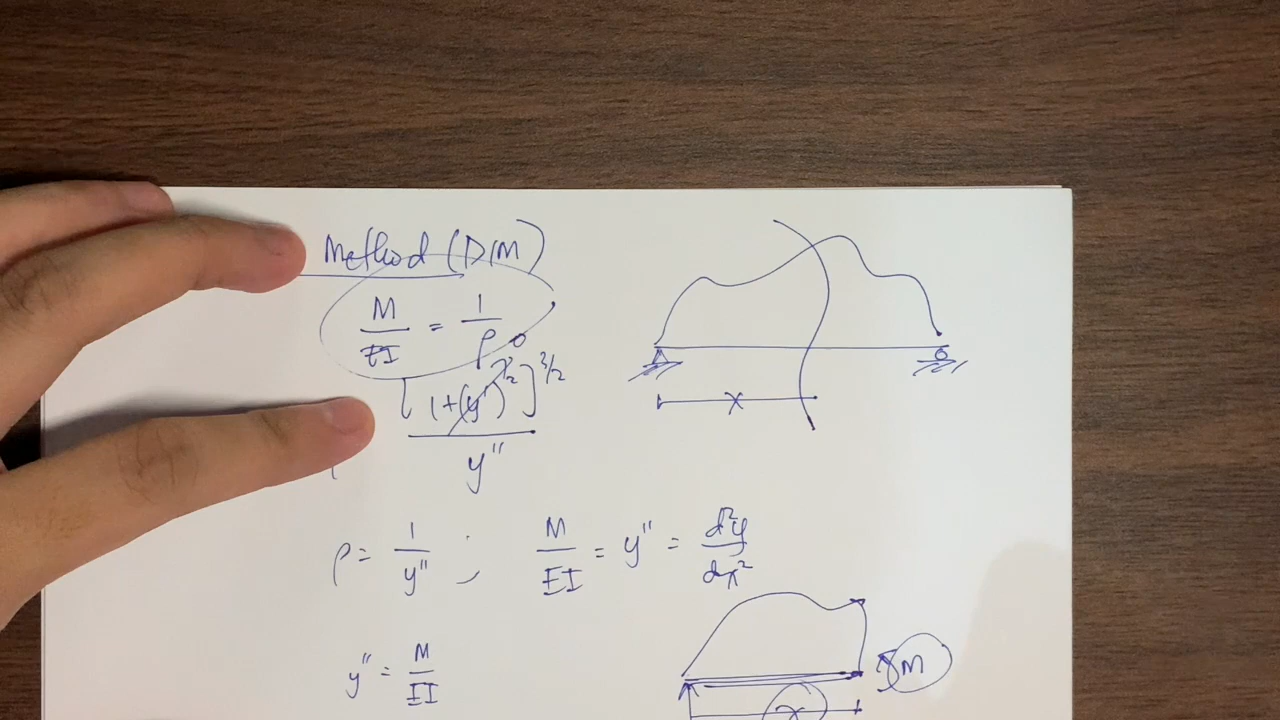 Method (DIM)
M/EI = 1/ρ
[1+(y')²]^3/2 / y''
x
ρ = 1/y'' ; M/EI = y'' = d²y/dx²
y'' = M/EI
M
x